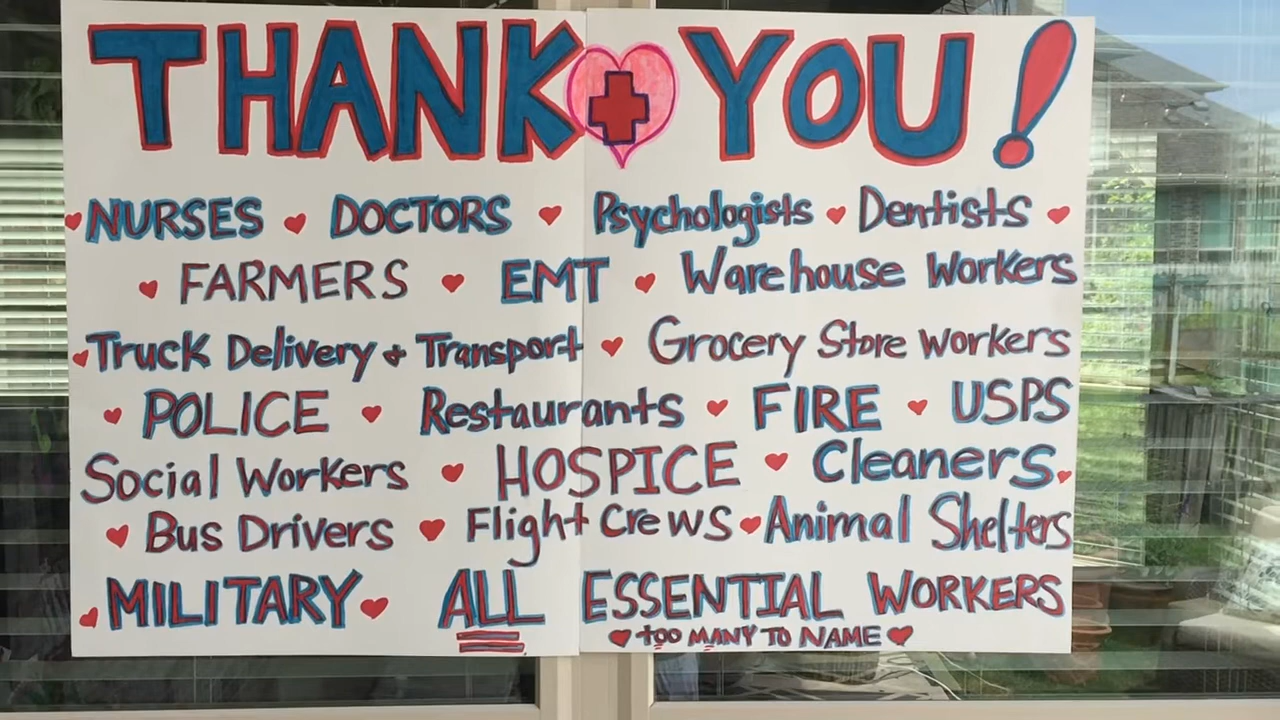 THANK YOU!
NURSES DOCTORS Psychologists Dentists
FARMERS EMT Warehouse Workers
Truck Delivery + Transport Grocery Store Workers
POLICE Restaurants FIRE USPS
Social Workers HOSPICE Cleaners
Bus Drivers Flight Crews Animal Shelters
MILITARY ALL ESSENTIAL WORKERS
too MANY TO NAME